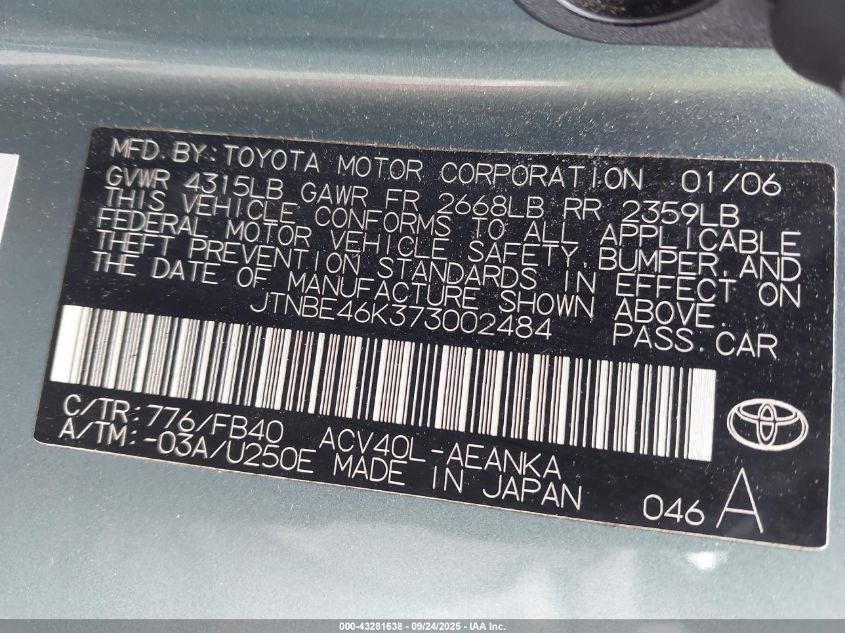 MFD. BY: TOYOTA MOTOR CORPORATION 01/06
GVWR 4315LB GAWR FR 2668LB RR 2359LB
THIS VEHICLE CONFORMS TO ALL APPLICABLE
FEDERAL MOTOR VEHICLE SAFETY, BUMPER, AND
THEFT PREVENTION STANDARDS IN EFFECT ON
THE DATE OF MANUFACTURE SHOWN ABOVE.
JTNBE46K373002484 PASS. CAR
C/TR: 776/FB40 ACV40L-AEANKA
A/TM: -03A/U250E MADE IN JAPAN
046 A
000-43281638 - 09/24/2025 - IAA Inc.